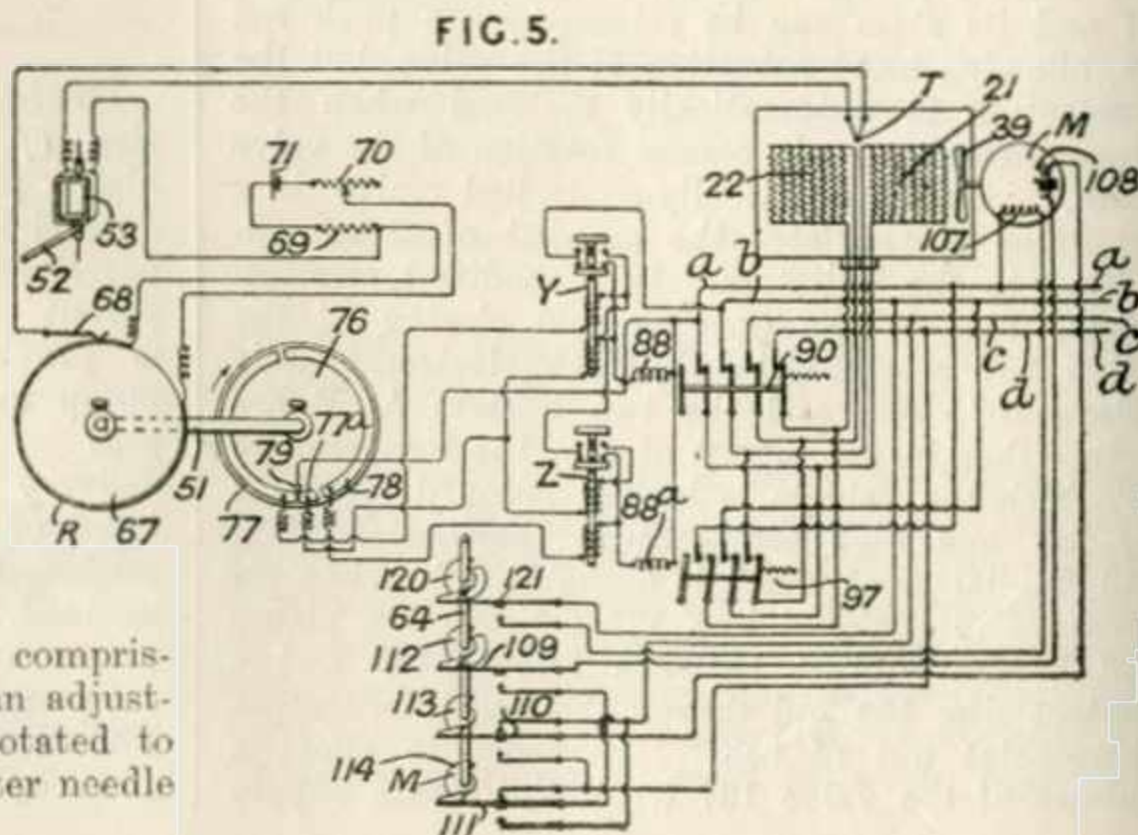 FIG.5.
T
21
39
M
108
71
70
22
53
69
107
52
a
b
a
b
68
Y
76
88
90
c
c
d
d
77a
79
51
78
Z
77
R
67
88a
97
120
121
64
112
109
113
110
114
M
111
compris-
an adjust-
otated to
ter needle